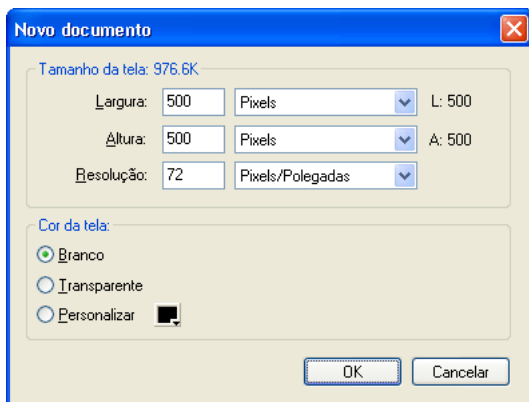 Novo documento
Tamanho da tela: 976.6K
Largura: 500 Pixels L: 500
Altura: 500 Pixels A: 500
Resolução: 72 Pixels/Polegadas
Cor da tela:
Branco
Transparente
Personalizar
OK Cancelar